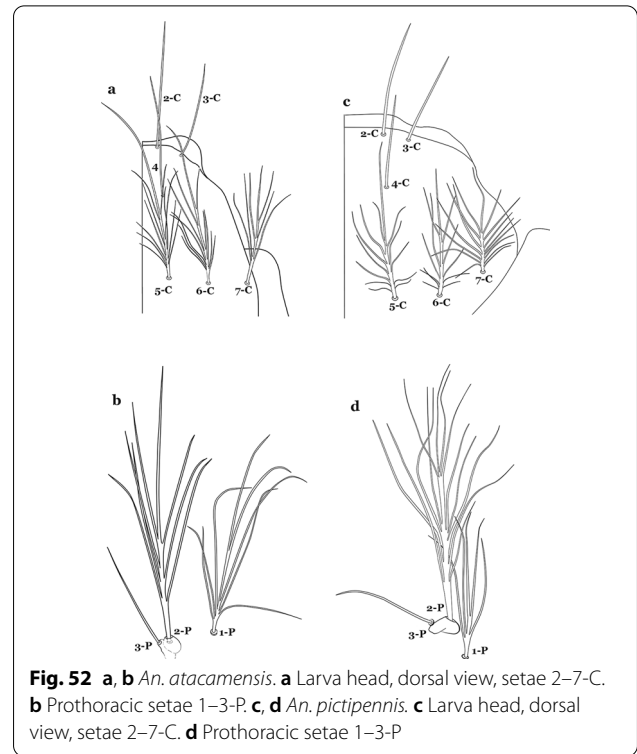 a
2-C
3-C
4
5-C
6-C
7-C
c
2-C
3-C
4-C
5-C
6-C
7-C
b
3-P
2-P
1-P
d
2-P
3-P
1-P
Fig. 52 a, b An. atacamensis. a Larva head, dorsal view, setae 2–7-C.
b Prothoracic setae 1–3-P. c, d An. pictipennis. c Larva head, dorsal
view, setae 2–7-C. d Prothoracic setae 1–3-P